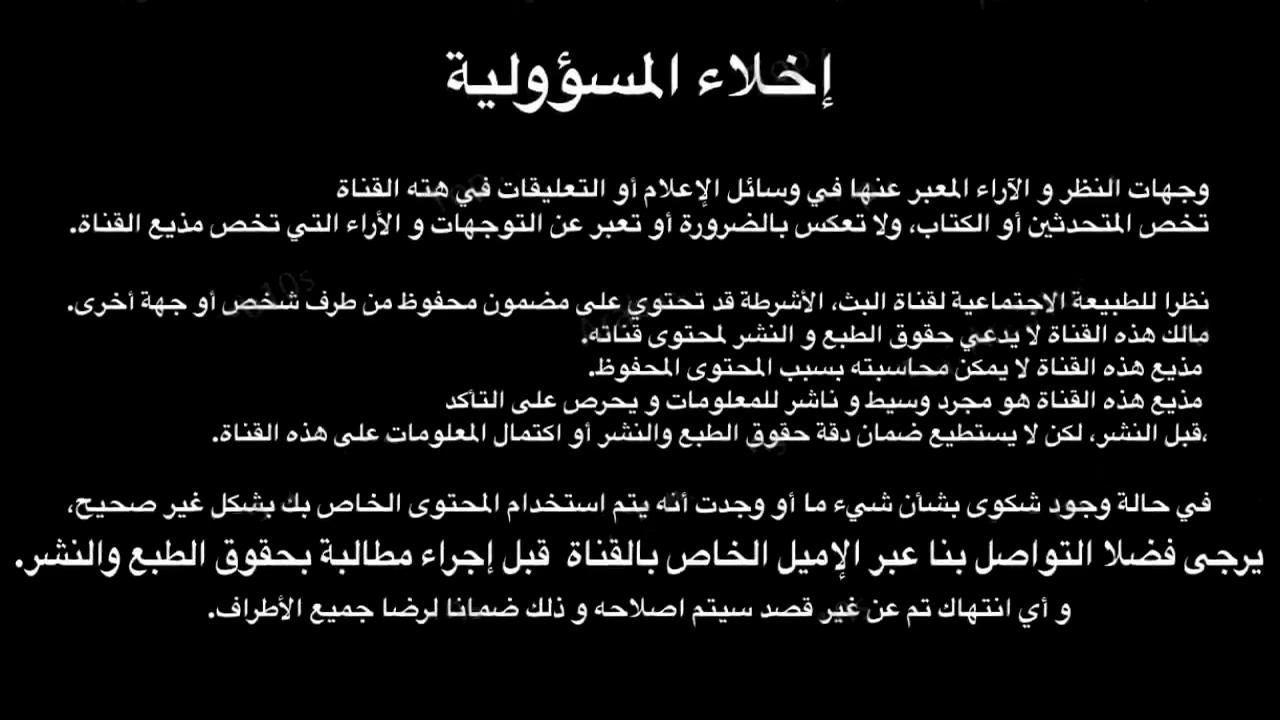 إخلاء المسؤولية
وجهات النظر و الآراء المعبر عنها في وسائل الإعلام أو التعليقات في هته القناة
تخص المتحدثين أو الكتاب، ولا تعكس بالضرورة أو تعبر عن التوجهات و الأراء التي تخص مذيع القناة.
نظرا للطبيعة الإجتماعية لقناة البث، الأشرطة قد تحتوي على مضمون محفوظ من طرف شخص أو جهة أخرى.
مالك هذه القناة لا يدعي حقوق الطبع و النشر لمحتوى قناته.
مذيع هذه القناة لا يمكن محاسبته بسبب المحتوى المحفوظ.
مذيع هذه القناة هو مجرد وسيط و ناشر للمعلومات و يحرص على التأكد
،قبل النشر، لكن لا يستطيع ضمان دقة حقوق الطبع والنشر أو اكتمال المعلومات على هذه القناة.
في حالة وجود شكوى بشأن شيء ما أو وجدت أنه يتم استخدام المحتوى الخاص بك بشكل غير صحيح،
يرجى فضلا التواصل بنا عبر الإميل الخاص بالقناة قبل إجراء مطالبة بحقوق الطبع والنشر.
و أي انتهاك تم عن غير قصد سيتم اصلاحه و ذلك ضمانا لرضا جميع الأطراف.